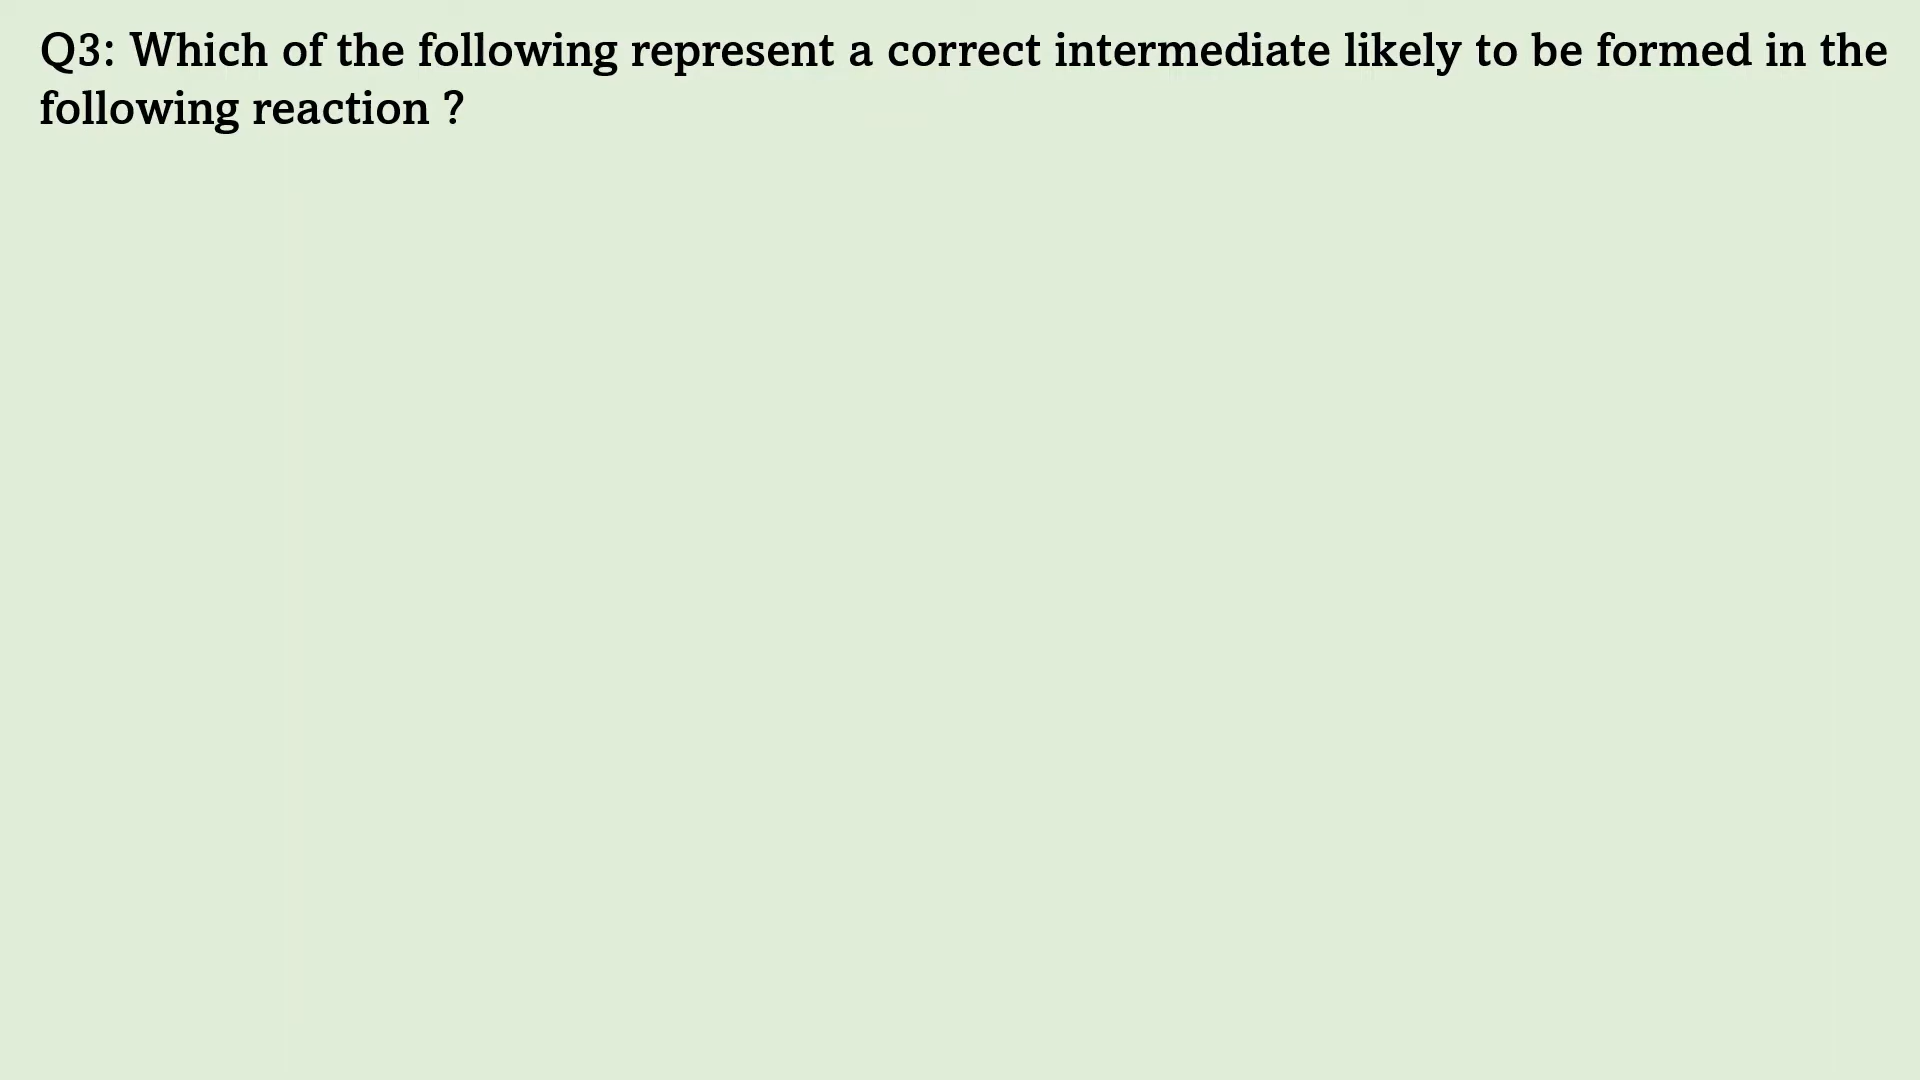 Q3: Which of the following represent a correct intermediate likely to be formed in the
following reaction ?